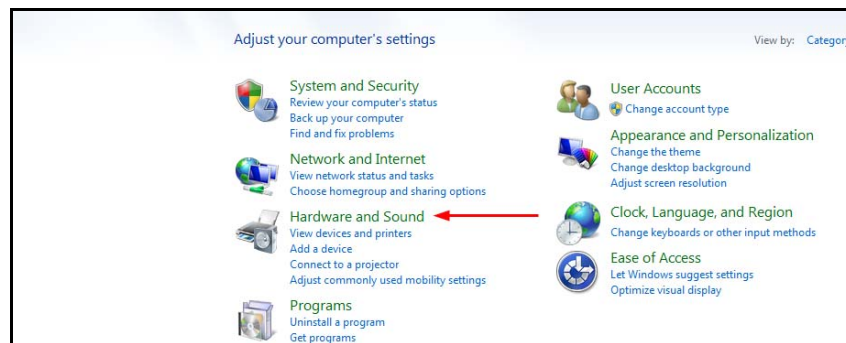 Adjust your computer's settings
View by: Category
System and Security
Review your computer's status
Back up your computer
Find and fix problems
Network and Internet
View network status and tasks
Choose homegroup and sharing options
Hardware and Sound
View devices and printers
Add a device
Connect to a projector
Adjust commonly used mobility settings
Programs
Uninstall a program
Get programs
User Accounts
Change account type
Appearance and Personalization
Change the theme
Change desktop background
Adjust screen resolution
Clock, Language, and Region
Change keyboards or other input methods
Ease of Access
Let Windows suggest settings
Optimize visual display